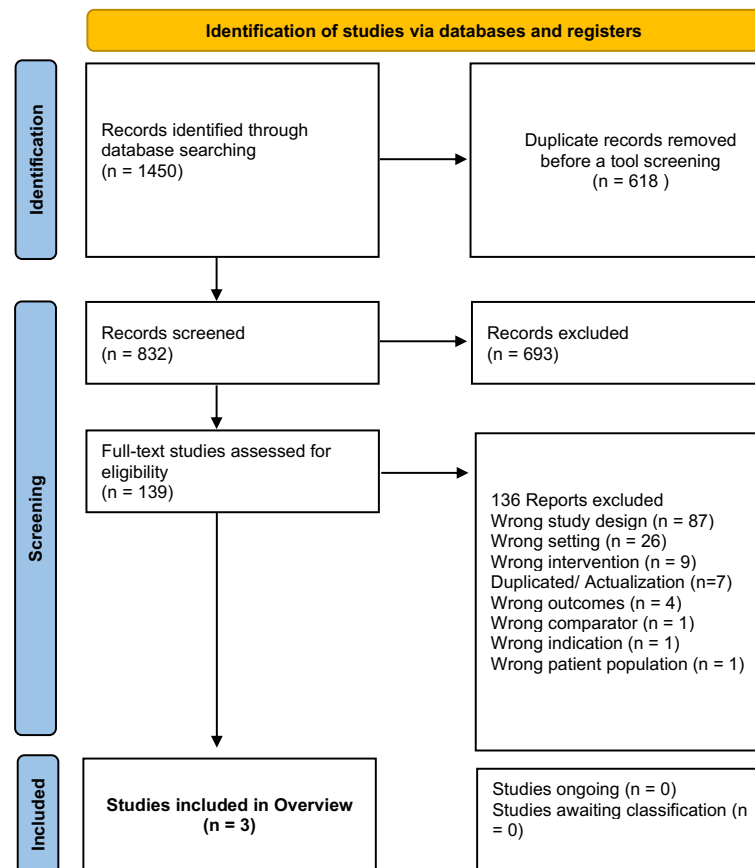 Identification of studies via databases and registers
Identification
Records identified through
database searching
(n = 1450)
Duplicate records removed
before a tool screening
(n = 618 )
Screening
Records screened
(n = 832)
Records excluded
(n = 693)
Full-text studies assessed for
eligibility
(n = 139)
136 Reports excluded
Wrong study design (n = 87)
Wrong setting (n = 26)
Wrong intervention (n = 9)
Duplicated/ Actualization (n=7)
Wrong outcomes (n = 4)
Wrong comparator (n = 1)
Wrong indication (n = 1)
Wrong patient population (n = 1)
Included
Studies included in Overview
(n = 3)
Studies ongoing (n = 0)
Studies awaiting classification (n
= 0)